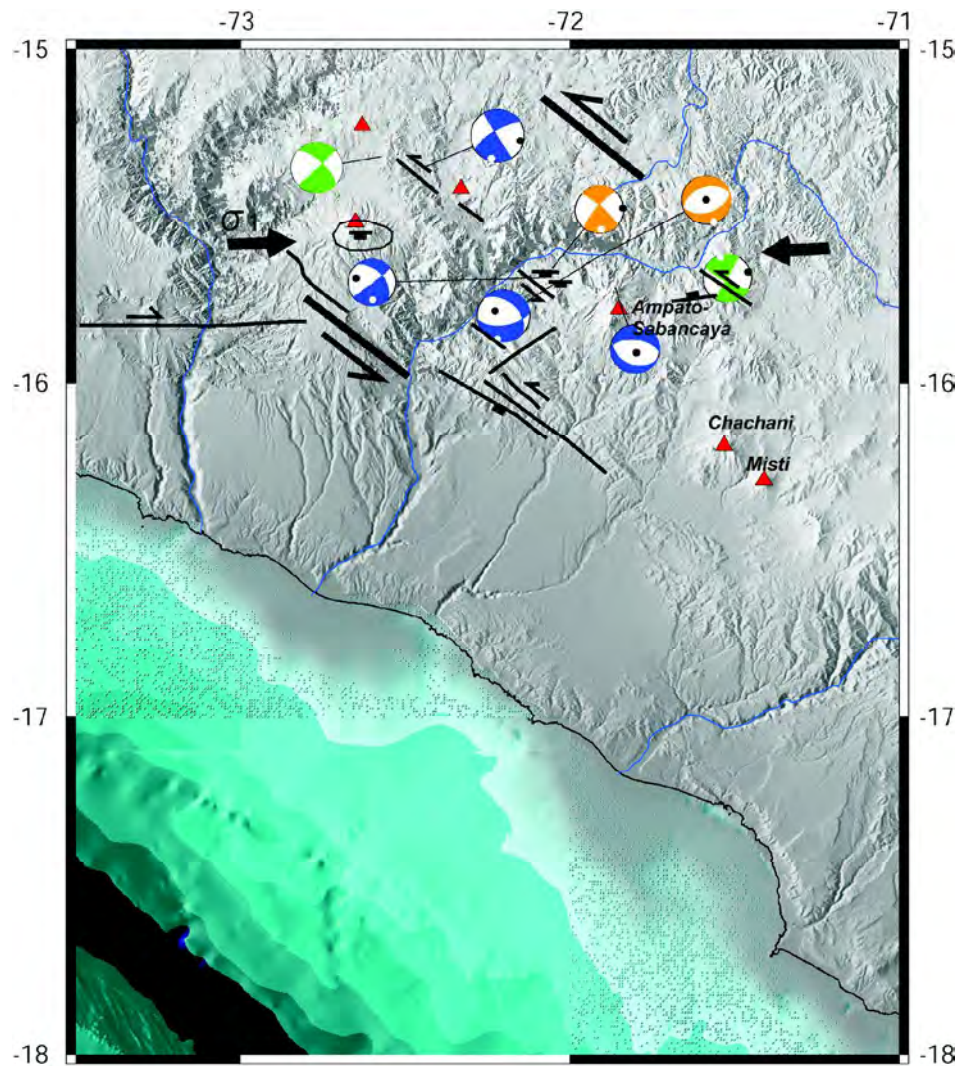 -73 -72 -71
-15 -15
σ1
Ampato-
Sabancaya
-16 -16
Chachani
Misti
-17 -17
-18 -18